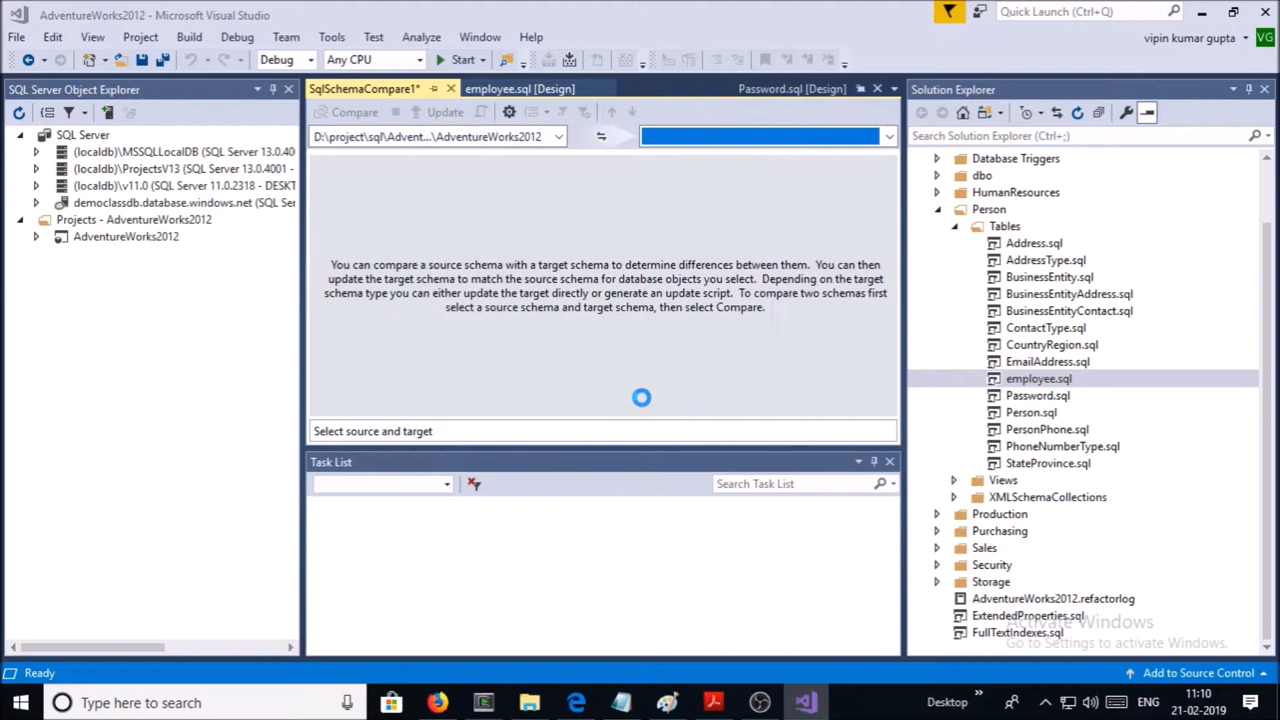 AdventureWorks2012 - Microsoft Visual Studio
Quick Launch (Ctrl+Q)
File Edit View Project Build Debug Team Tools Test Analyze Window Help
vipin kumar gupta VG
Debug Any CPU Start
SQL Server Object Explorer
SQL Server
(localdb)\MSSQLLocalDB (SQL Server 13.0.40
(localdb)\ProjectsV13 (SQL Server 13.0.4001 -
(localdb)\v11.0 (SQL Server 11.0.2318 - DESKT
democlassdb.database.windows.net (SQL Se
Projects - AdventureWorks2012
AdventureWorks2012
SqlSchemaCompare1* employee.sql [Design] Password.sql [Design]
Compare Update
D:\project\sql\Advent...\AdventureWorks2012
You can compare a source schema with a target schema to determine differences between them. You can then
update the target schema to match the source schema for database objects you select. Depending on the target
schema type you can either update the target directly or generate an update script. To compare two schemas first
select a source schema and target schema, then select Compare.
Select source and target
Task List
Search Task List
Solution Explorer
Search Solution Explorer (Ctrl+;)
Database Triggers
dbo
HumanResources
Person
Tables
Address.sql
AddressType.sql
BusinessEntity.sql
BusinessEntityAddress.sql
BusinessEntityContact.sql
ContactType.sql
CountryRegion.sql
EmailAddress.sql
employee.sql
Password.sql
Person.sql
PersonPhone.sql
PhoneNumberType.sql
StateProvince.sql
Views
XMLSchemaCollections
Production
Purchasing
Sales
Security
Storage
AdventureWorks2012.refactorlog
ExtendedProperties.sql
FullTextIndexes.sql
Activate Windows
Go to Settings to activate Windows.
Ready
Add to Source Control
Type here to search
Desktop
ENG
11:10
21-02-2019